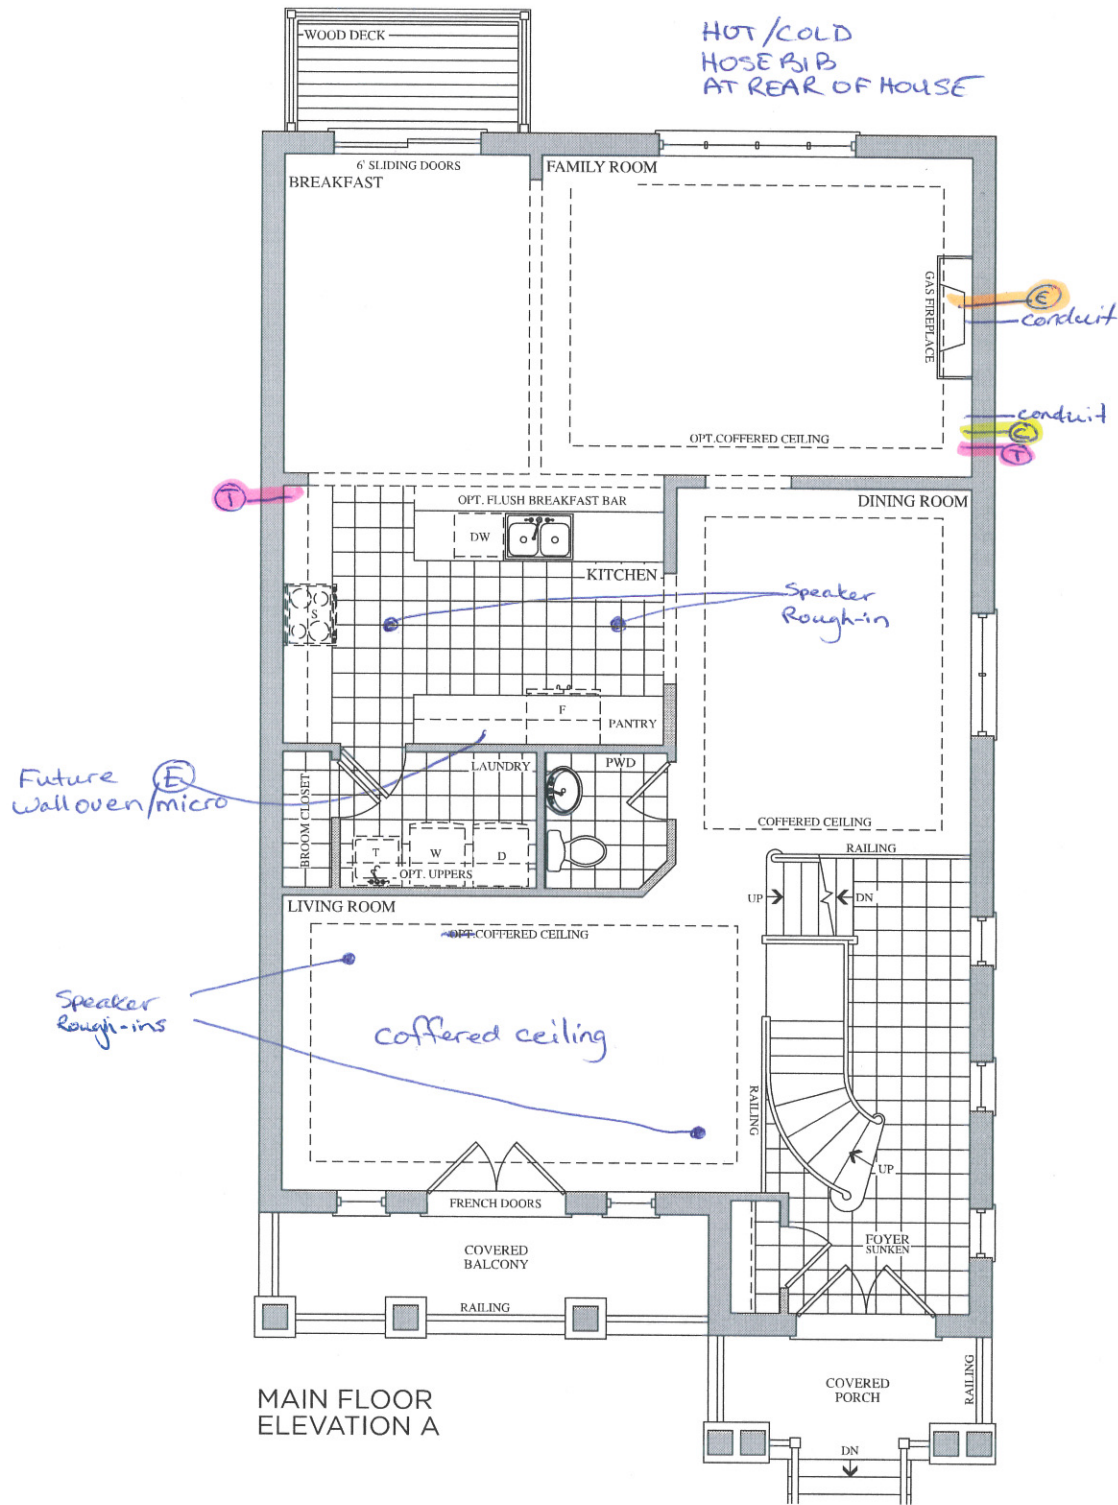 HOT/COLD
HOSE BIB
AT REAR OF HOUSE
WOOD DECK
6' SLIDING DOORS
BREAKFAST
FAMILY ROOM
GAS FIREPLACE
E
conduit
conduit
C
T
OPT.COFFERED CEILING
T
OPT. FLUSH BREAKFAST BAR
DINING ROOM
DW
KITCHEN
S
Speaker
Rough-in
F
PANTRY
Future E
wall oven/micro
BROOM CLOSET
LAUNDRY
PWD
T
W
D
OPT. UPPERS
COFFERED CEILING
RAILING
UP
DN
LIVING ROOM
OPT.COFFERED CEILING
Speaker
Rough-ins
coffered ceiling
RAILING
UP
FRENCH DOORS
FOYER
SUNKEN
COVERED
BALCONY
RAILING
COVERED
PORCH
RAILING
DN
MAIN FLOOR
ELEVATION A